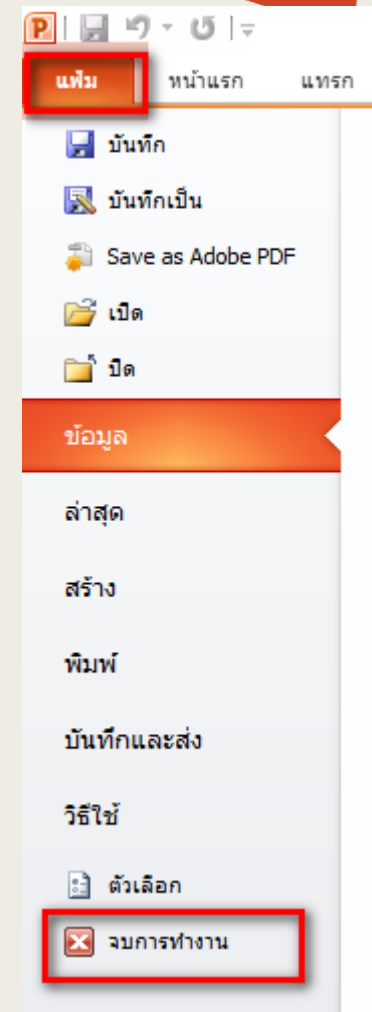 P
แฟ้ม หน้าแรก แทรก
บันทึก
บันทึกเป็น
Save as Adobe PDF
เปิด
ปิด
ข้อมูล
ล่าสุด
สร้าง
พิมพ์
บันทึกและส่ง
วิธีใช้
ตัวเลือก
จบการทำงาน